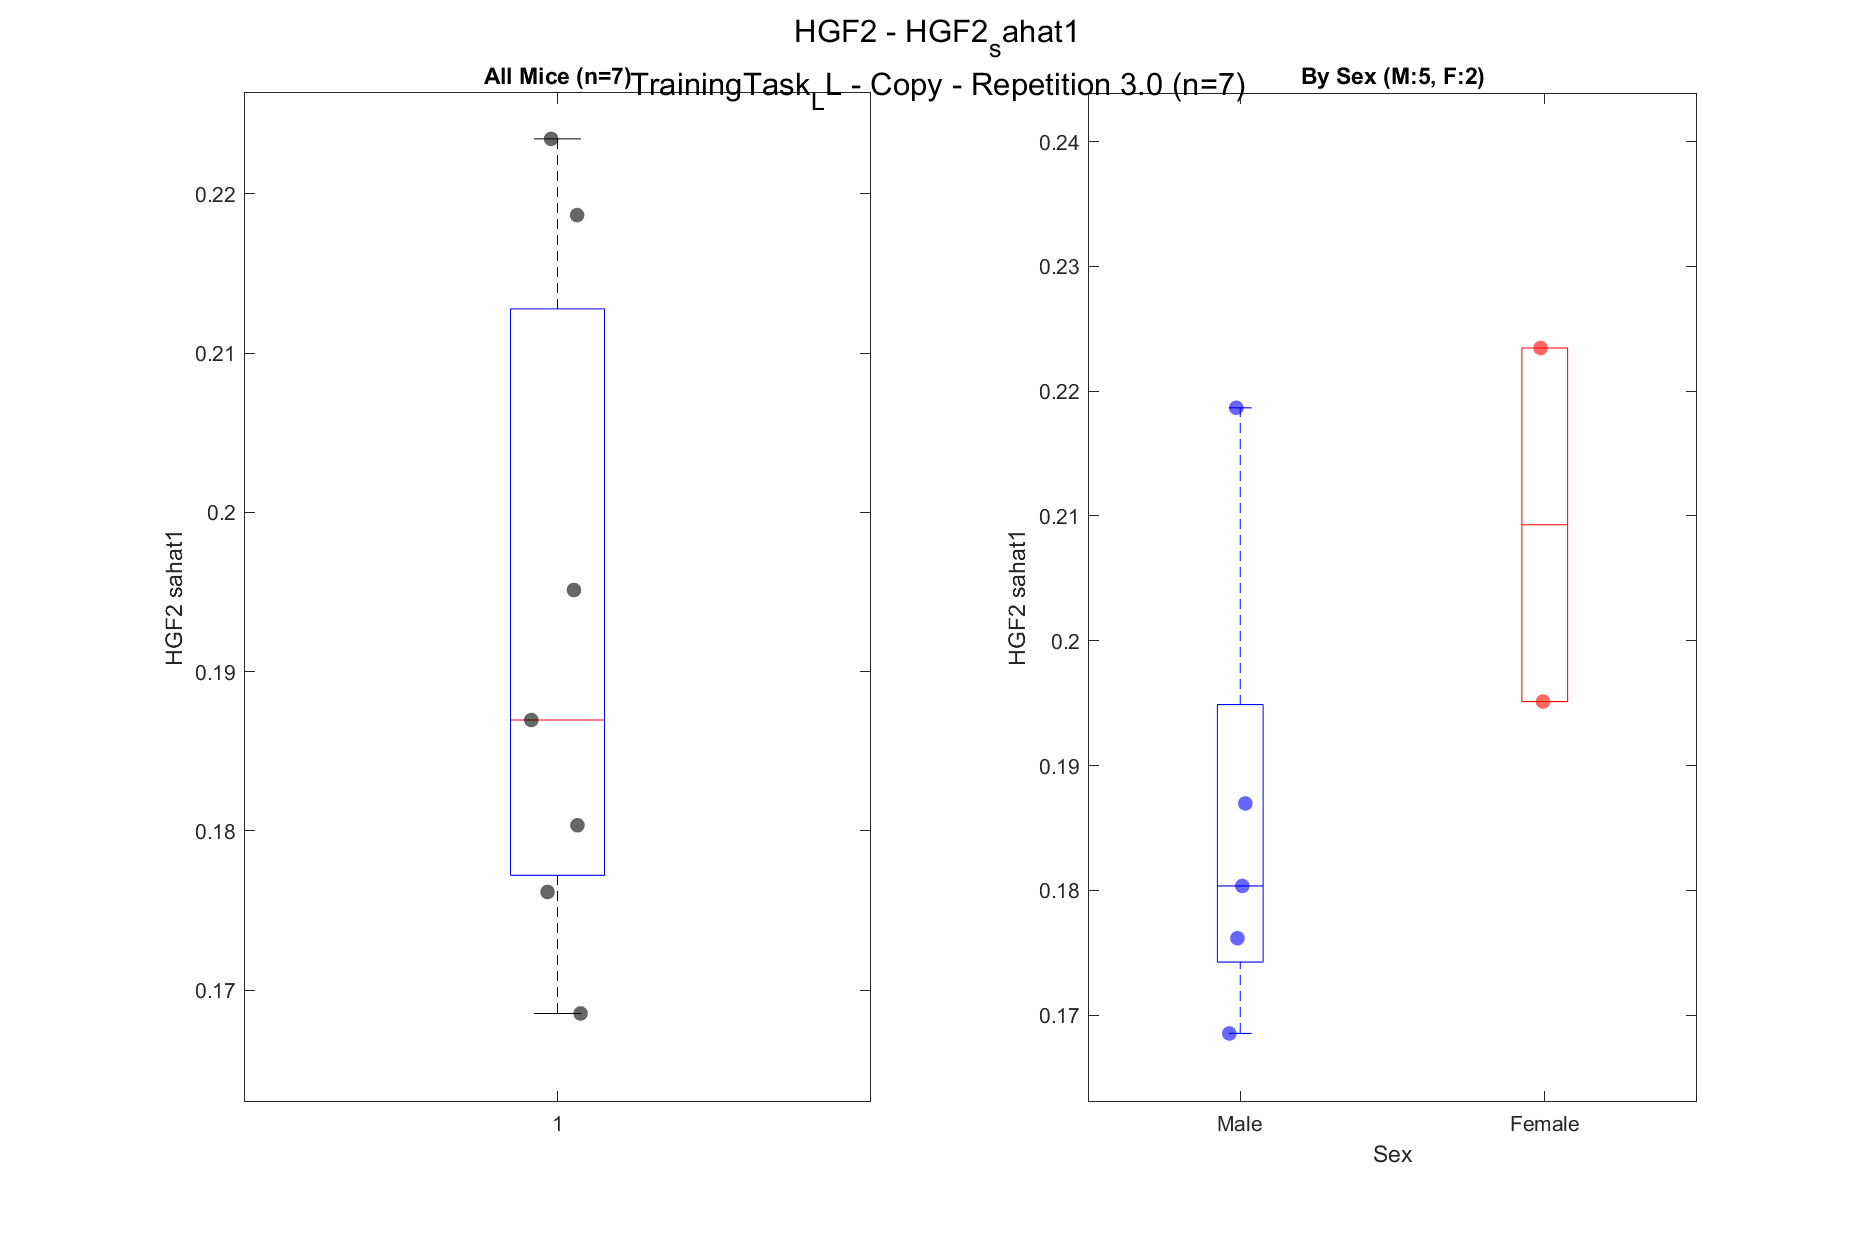 HGF2 - HGF2_sahat1
TrainingTask_LL - Copy - Repetition 3.0 (n=7)
All Mice (n=7)
0.22
0.21
0.2
0.19
0.18
0.17
HGF2 sahat1
1
By Sex (M:5, F:2)
0.24
0.23
0.22
0.21
0.2
0.19
0.18
0.17
HGF2 sahat1
Male Female
Sex